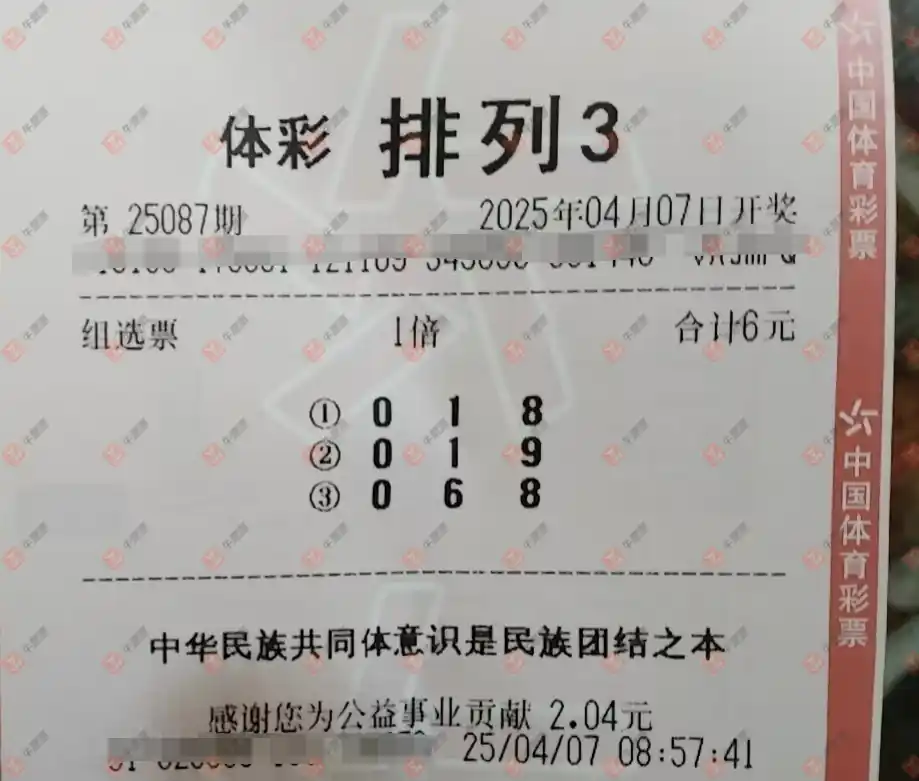 体彩 排列3
第 25087期 2025年04月07日开奖
组选票 1倍 合计6元
① 0 1 8
② 0 1 9
③ 0 6 8
中华民族共同体意识是民族团结之本
感谢您为公益事业贡献 2.04元
25/04/07 08:57:41
中国体育彩票
中国体育彩票